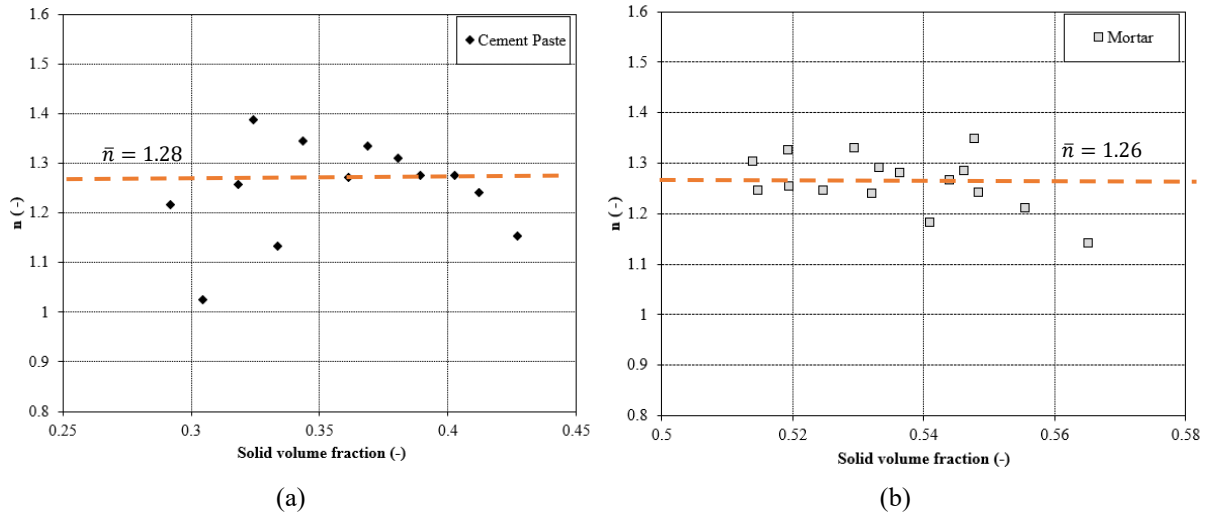 1.6
1.5
1.4
1.3
1.2
1.1
1
0.9
0.8
n (-)
Cement Paste
n̄ = 1.28
0.25
0.3
0.35
0.4
0.45
Solid volume fraction (-)
(a)
1.6
1.5
1.4
1.3
1.2
1.1
1.0
0.9
0.8
n (-)
Mortar
n̄ = 1.26
0.5
0.52
0.54
0.56
0.58
Solid volume fraction (-)
(b)